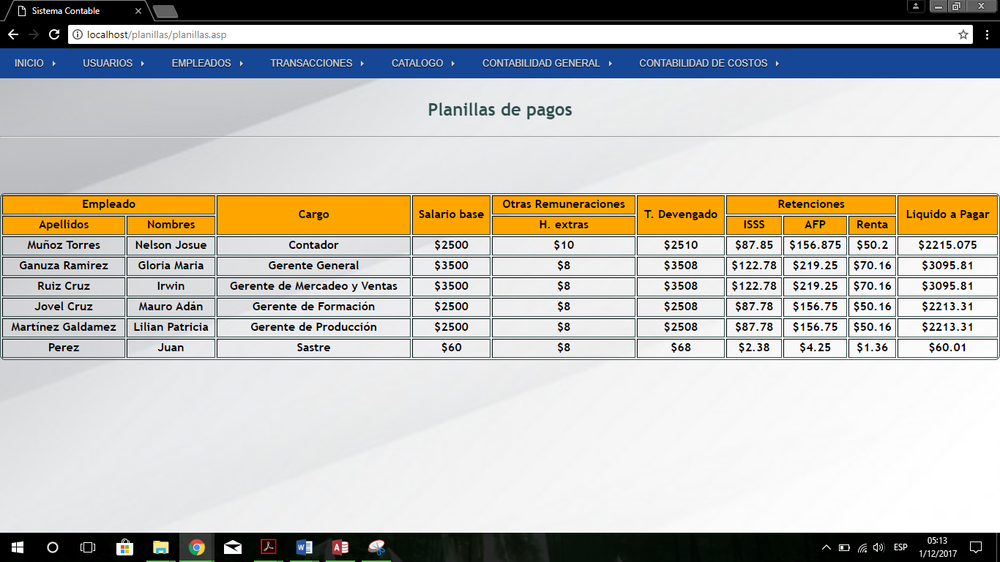 Sistema Contable
localhost/planillas/planillas.asp
INICIO USUARIOS EMPLEADOS TRANSACCIONES CATALOGO CONTABILIDAD GENERAL CONTABILIDAD DE COSTOS
Planillas de pagos
Empleado Cargo Salario base Otras Remuneraciones T. Devengado Retenciones Liquido a Pagar
Apellidos Nombres H. extras ISSS AFP Renta
Muñoz Torres Nelson Josue Contador $2500 $10 $2510 $87.85 $156.875 $50.2 $2215.075
Ganuza Ramirez Gloria Maria Gerente General $3500 $8 $3508 $122.78 $219.25 $70.16 $3095.81
Ruiz Cruz Irwin Gerente de Mercadeo y Ventas $3500 $8 $3508 $122.78 $219.25 $70.16 $3095.81
Jovel Cruz Mauro Adán Gerente de Formación $2500 $8 $2508 $87.78 $156.75 $50.16 $2213.31
Martínez Galdamez Lilian Patricia Gerente de Producción $2500 $8 $2508 $87.78 $156.75 $50.16 $2213.31
Perez Juan Sastre $60 $8 $68 $2.38 $4.25 $1.36 $60.01
ESP
05:13
1/12/2017